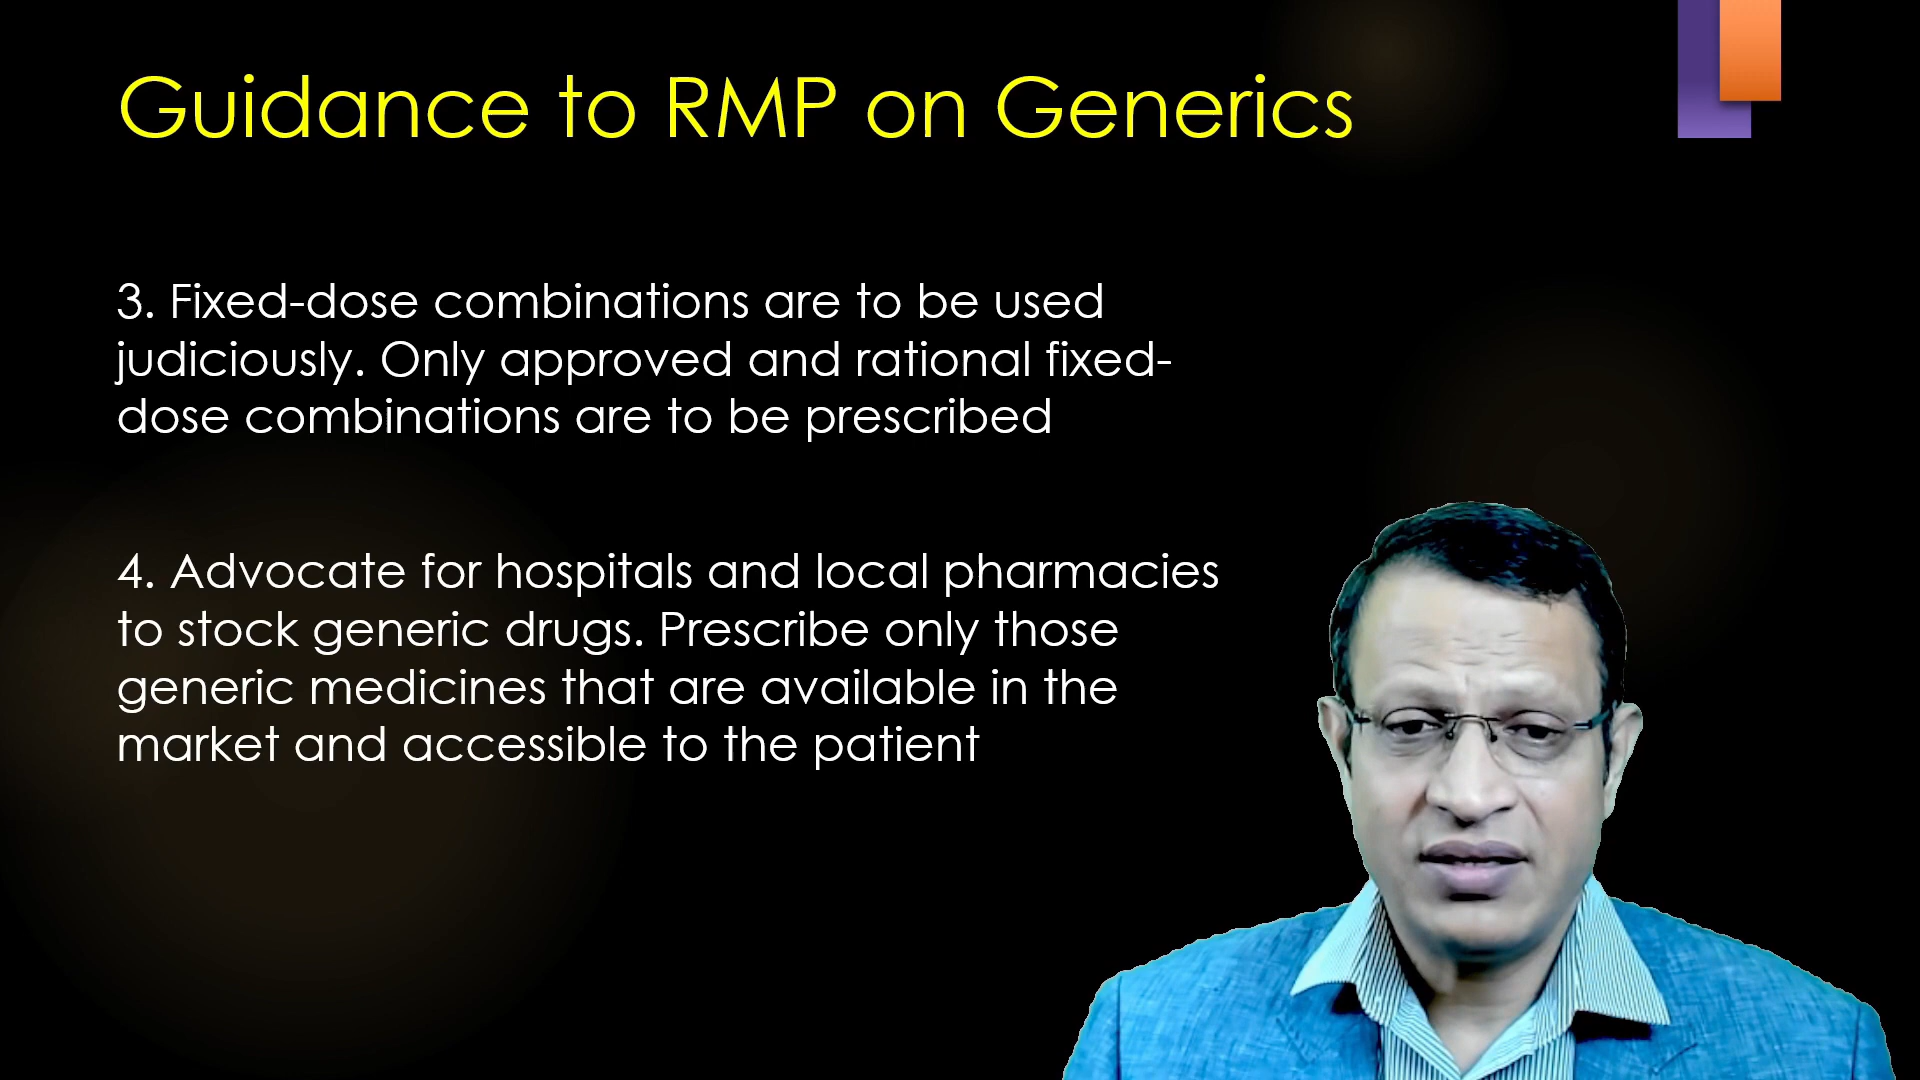 Guidance to RMP on Generics
3. Fixed-dose combinations are to be used
judiciously. Only approved and rational fixed-
dose combinations are to be prescribed
4. Advocate for hospitals and local pharmacies
to stock generic drugs. Prescribe only those
generic medicines that are available in the
market and accessible to the patient